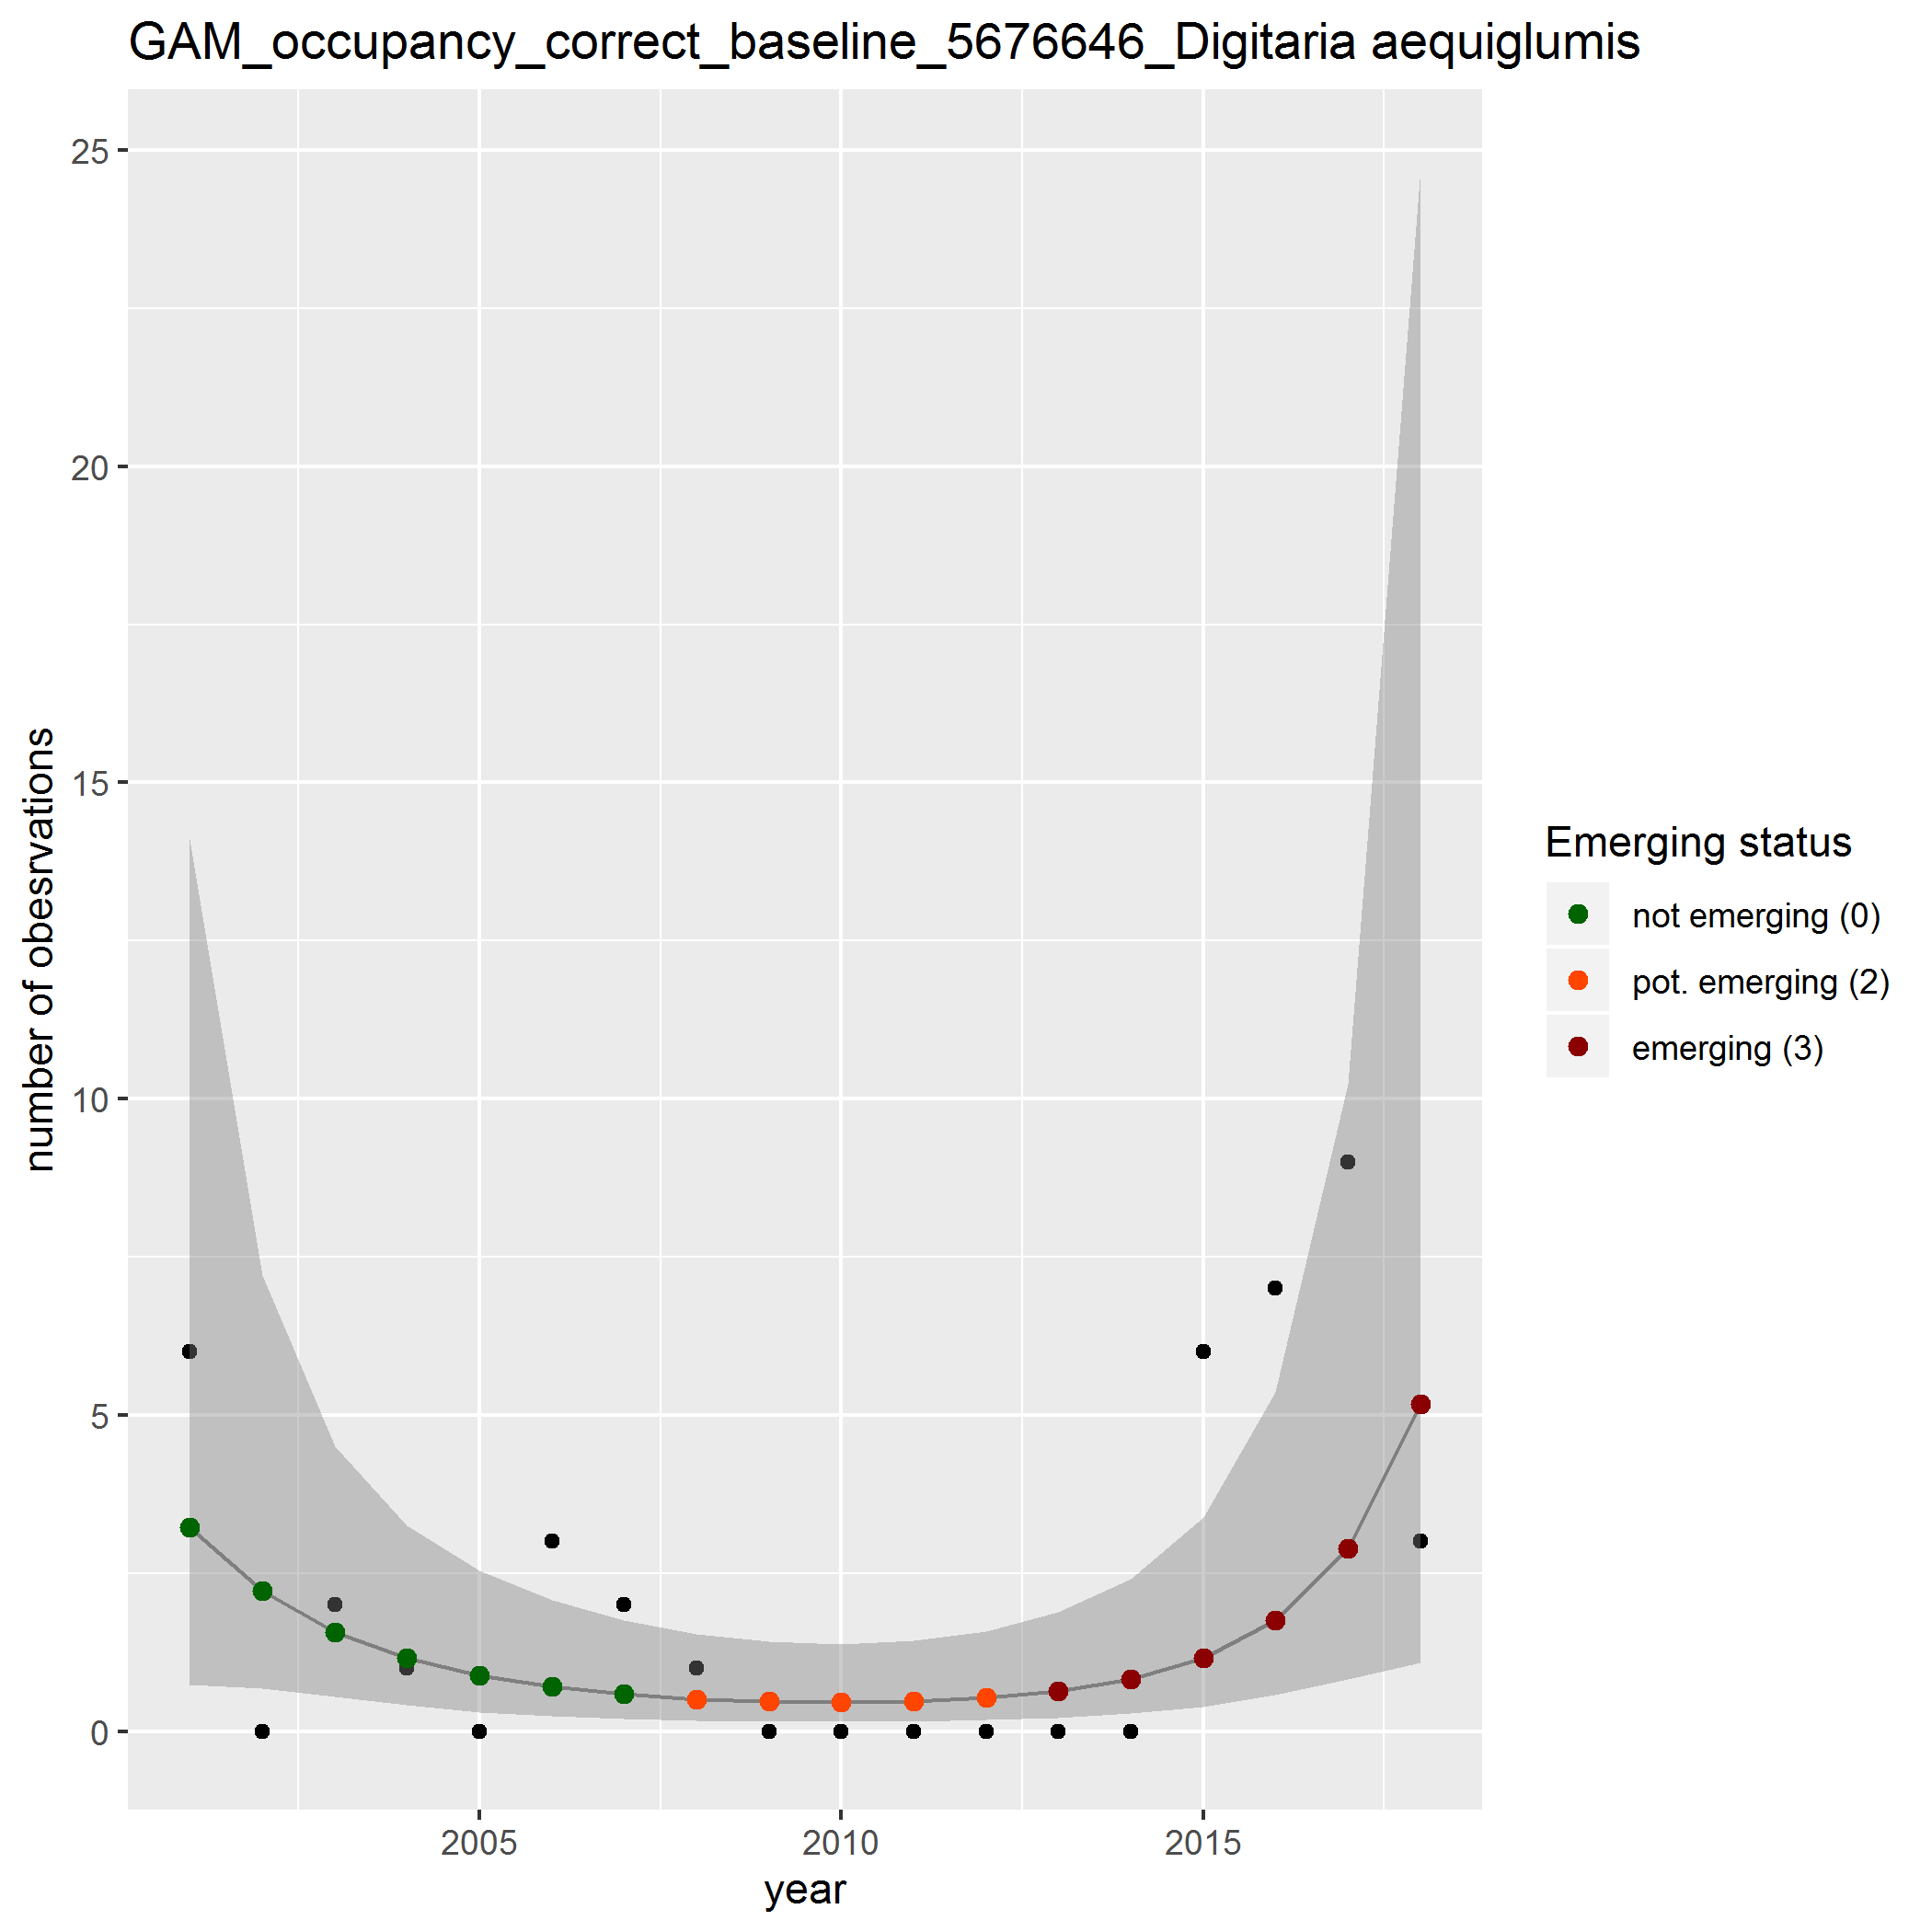 GAM_occupancy_correct_baseline_5676646_Digitaria aequiglumis
25
20
15
10
5
0
number of obesrvations
2005 2010 2015
year
Emerging status
not emerging (0)
pot. emerging (2)
emerging (3)